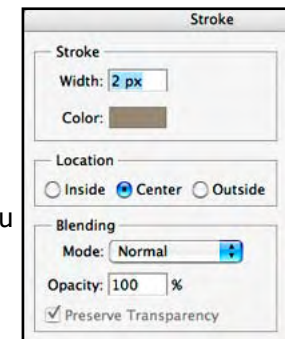 Stroke
Stroke
Width: 2 px
Color:
Location
Inside Center Outside
u
Blending
Mode: Normal
Opacity: 100 %
Preserve Transparency